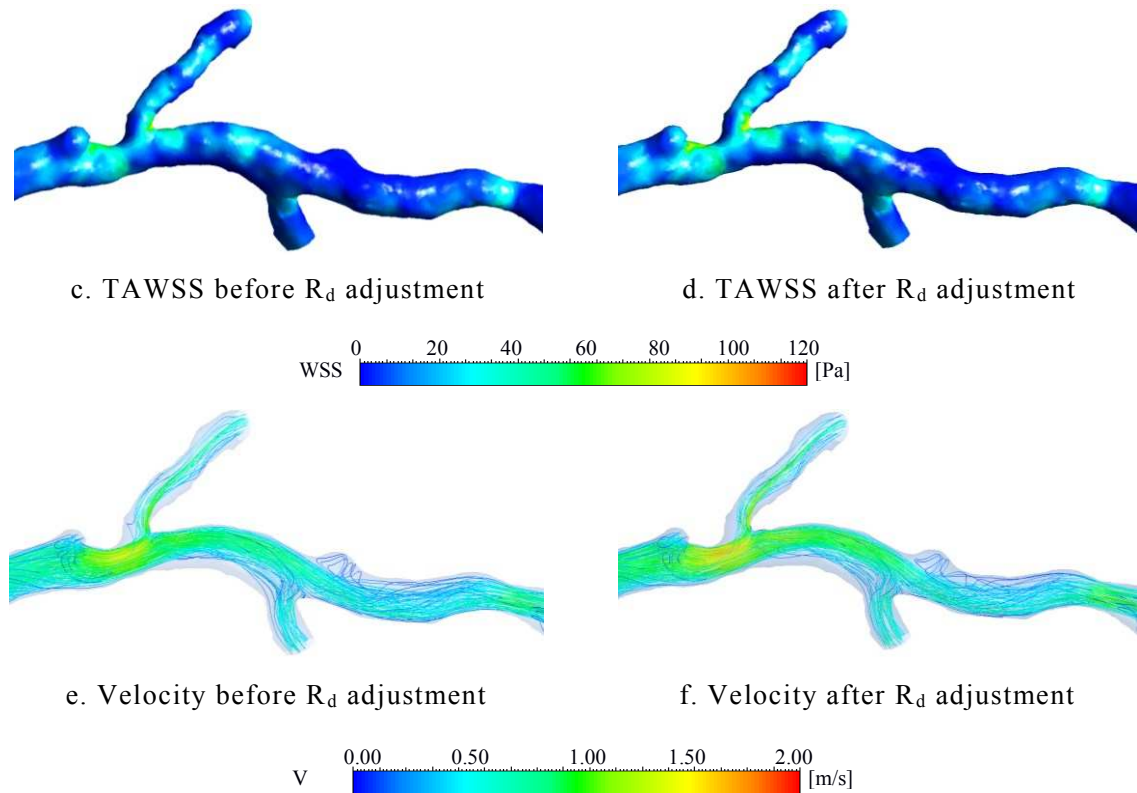 c. TAWSS before Rd adjustment
d. TAWSS after Rd adjustment
0 20 40 60 80 100 120
WSS [Pa]
e. Velocity before Rd adjustment
f. Velocity after Rd adjustment
0.00 0.50 1.00 1.50 2.00
V [m/s]